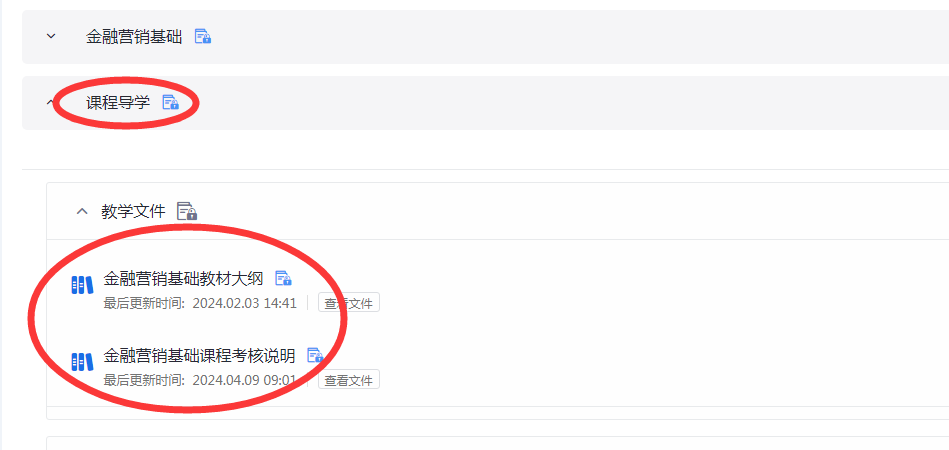 金融营销基础
课程导学
教学文件
金融营销基础教材大纲
最后更新时间: 2024.02.03 14:41 查看文件
金融营销基础课程考核说明
最后更新时间: 2024.04.09 09:01 查看文件